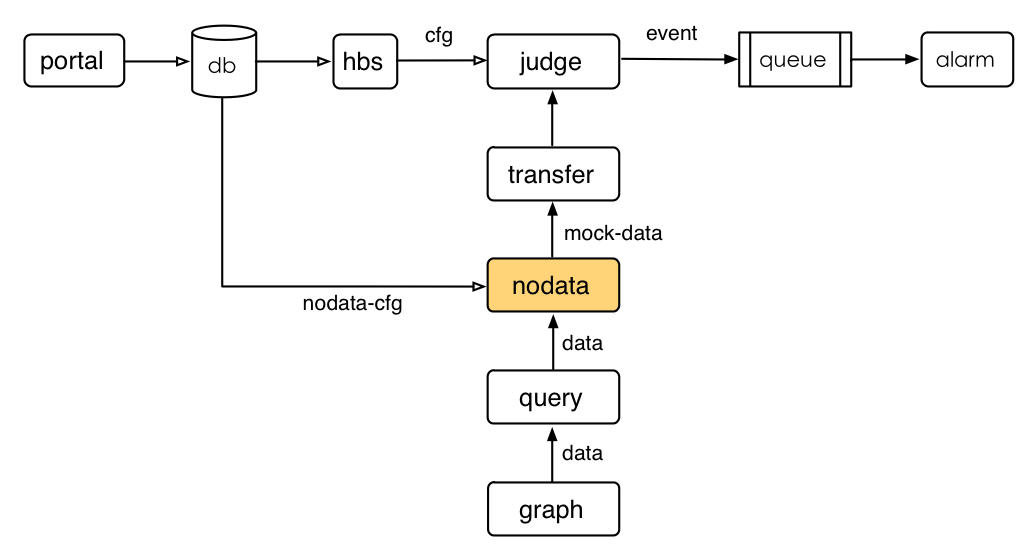 cfg
event
portal
db
hbs
judge
queue
alarm
transfer
mock-data
nodata
nodata-cfg
data
query
data
graph